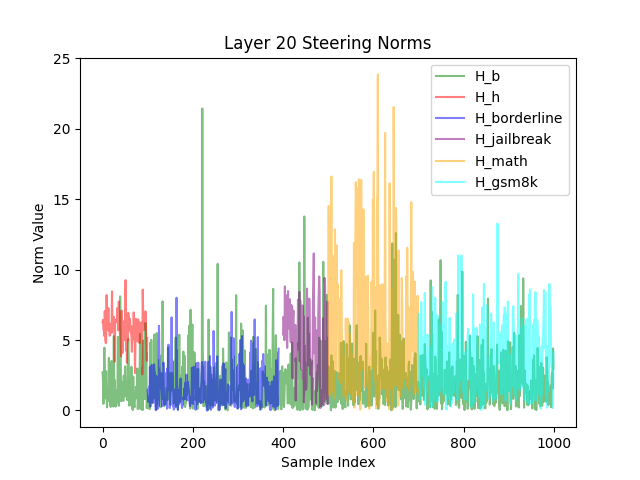 Layer 20 Steering Norms
25
20
15
10
5
0
Norm Value
0 200 400 600 800 1000
Sample Index
H_b
H_h
H_borderline
H_jailbreak
H_math
H_gsm8k